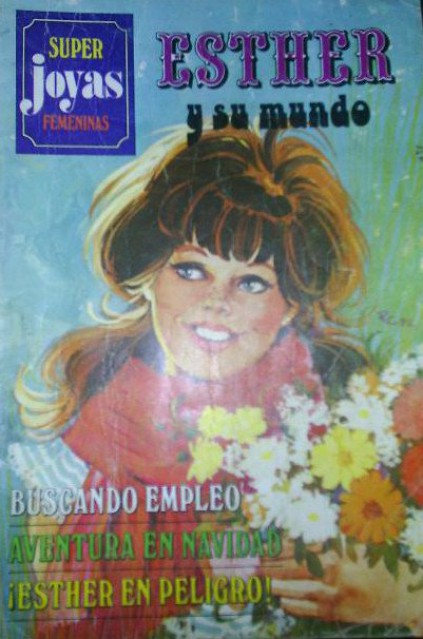 SUPER
joyas
FEMENINAS
ESTHER
y su mundo
BUSCANDO EMPLEO
AVENTURA EN NAVIDAD
¡ESTHER EN PELIGRO!